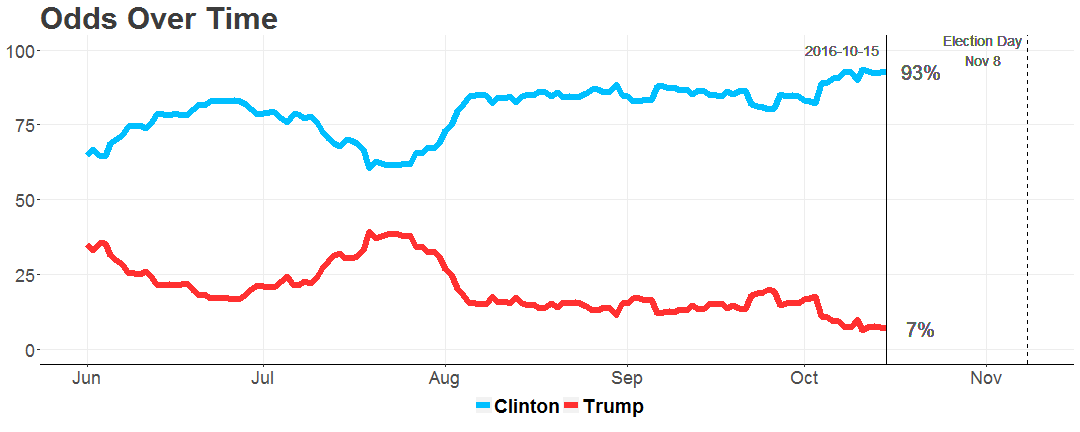 Odds Over Time
100
75
50
25
0
2016-10-15
Election Day
Nov 8
93%
7%
Jun Jul Aug Sep Oct Nov
Clinton Trump